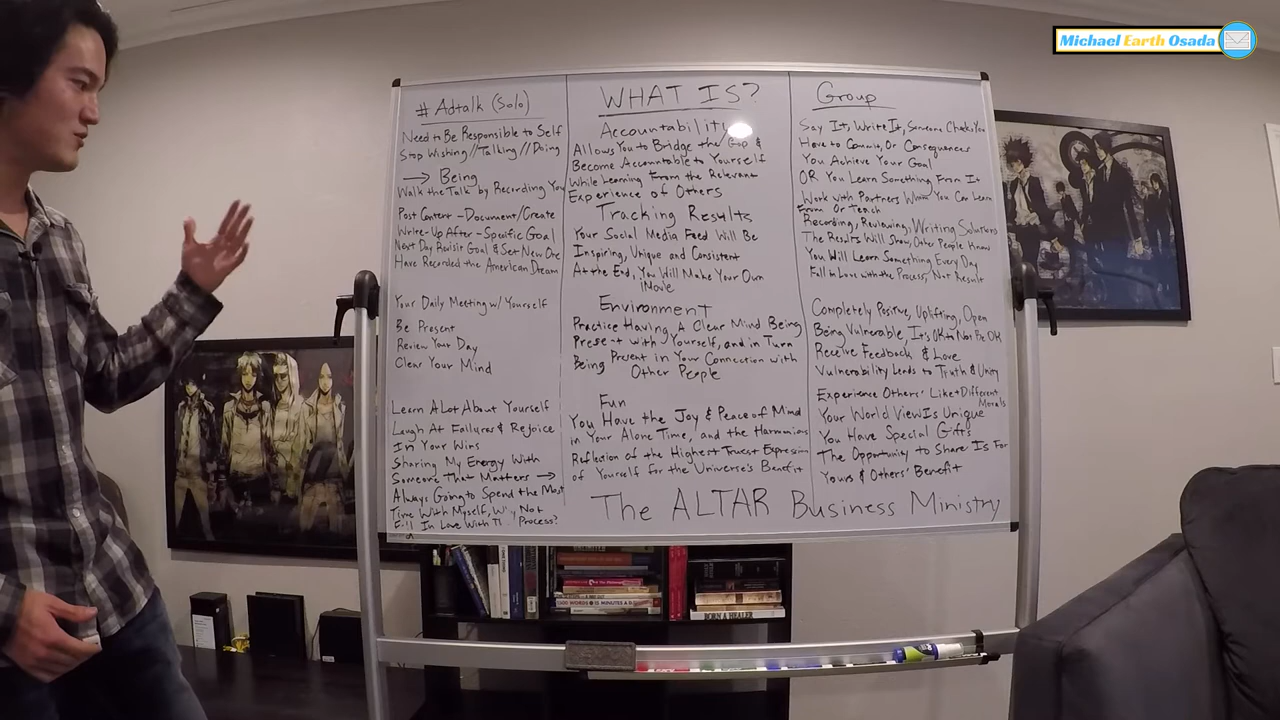 Michael Earth Osada
# Adtalk (Solo)
Need to Be Responsible to Self
Stop Wishing//Talking//Doing
→ Being
Walk the Talk by Recording You
Post Content - Document/Create
Write-Up After - Specific Goal
Next Day Revisit Goal & Set New One
Have Recorded the American Dream
Your Daily Meeting w/ Yourself
Be Present
Review Your Day
Clear Your Mind
Learn A Lot About Yourself
Laugh At Failures & Rejoice
In Your Wins
Sharing My Energy With
Someone That Matters →
Always Going to Spend the Most
Time With Myself, Why Not
Fall In Love With Process?
WHAT IS?
Accountability
Allows You to Bridge the Gap &
Become Accountable to Yourself
While Learning From the Relevant
Experience of Others
Tracking Results
Your Social Media Feed Will Be
Inspiring, Unique and Consistent
At the End, You Will Make Your Own
iMovie
Environment
Practice Having A Clear Mind Being
Present with Yourself, and in Turn
Being Present in Your Connection with
Other People
Fun
You Have the Joy & Peace of Mind
in Your Alone Time, and the Harmonious
Reflection of the Highest Truest Expression
of Yourself for the Universe's Benefit
Group
Say It, Write It, Someone Checks You
Have to Commit, Or Consequences
You Achieve Your Goal
OR You Learn Something From It
Work with Partners Whom You Can Learn
From Or Teach
Recording, Reviewing, Writing Solutions
The Results Will Show, Other People Know
You Will Learn Something Every Day
Fall in Love with the Process, Not Result
Completely Positive, Uplifting, Open
Being Vulnerable, It's OK to Not Be OK
Receive Feedback & Love
Vulnerability Leads to Truth & Unity
Experience Others' Like + Different
Morals
Your World View Is Unique
You Have Special Gifts
The Opportunity to Share Is For
Yours & Others' Benefit
The ALTAR Business Ministry
BORN A HEALER